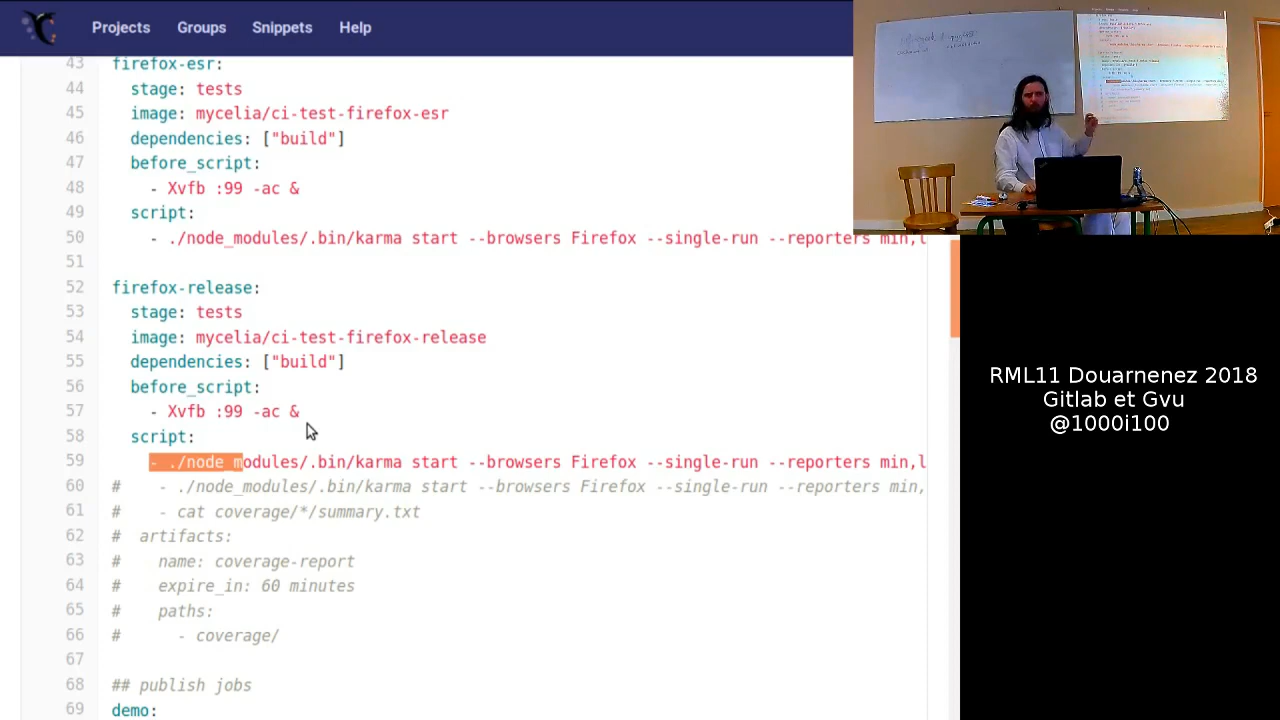 Projects Groups Snippets Help
43 firefox-esr:
44 stage: tests
45 image: mycelia/ci-test-firefox-esr
46 dependencies: ["build"]
47 before_script:
48 - Xvfb :99 -ac &
49 script:
50 - ./node_modules/.bin/karma start --browsers Firefox --single-run --reporters min,l
51
52 firefox-release:
53 stage: tests
54 image: mycelia/ci-test-firefox-release
55 dependencies: ["build"]
56 before_script:
57 - Xvfb :99 -ac &
58 script:
59 - ./node_modules/.bin/karma start --browsers Firefox --single-run --reporters min,l
60 # - ./node_modules/.bin/karma start --browsers Firefox --single-run --reporters min,
61 # - cat coverage/*/summary.txt
62 # artifacts:
63 # name: coverage-report
64 # expire_in: 60 minutes
65 # paths:
66 # - coverage/
67
68 ## publish jobs
69 demo:
RML11 Douarnenez 2018
Gitlab et Gvu
@1000i100